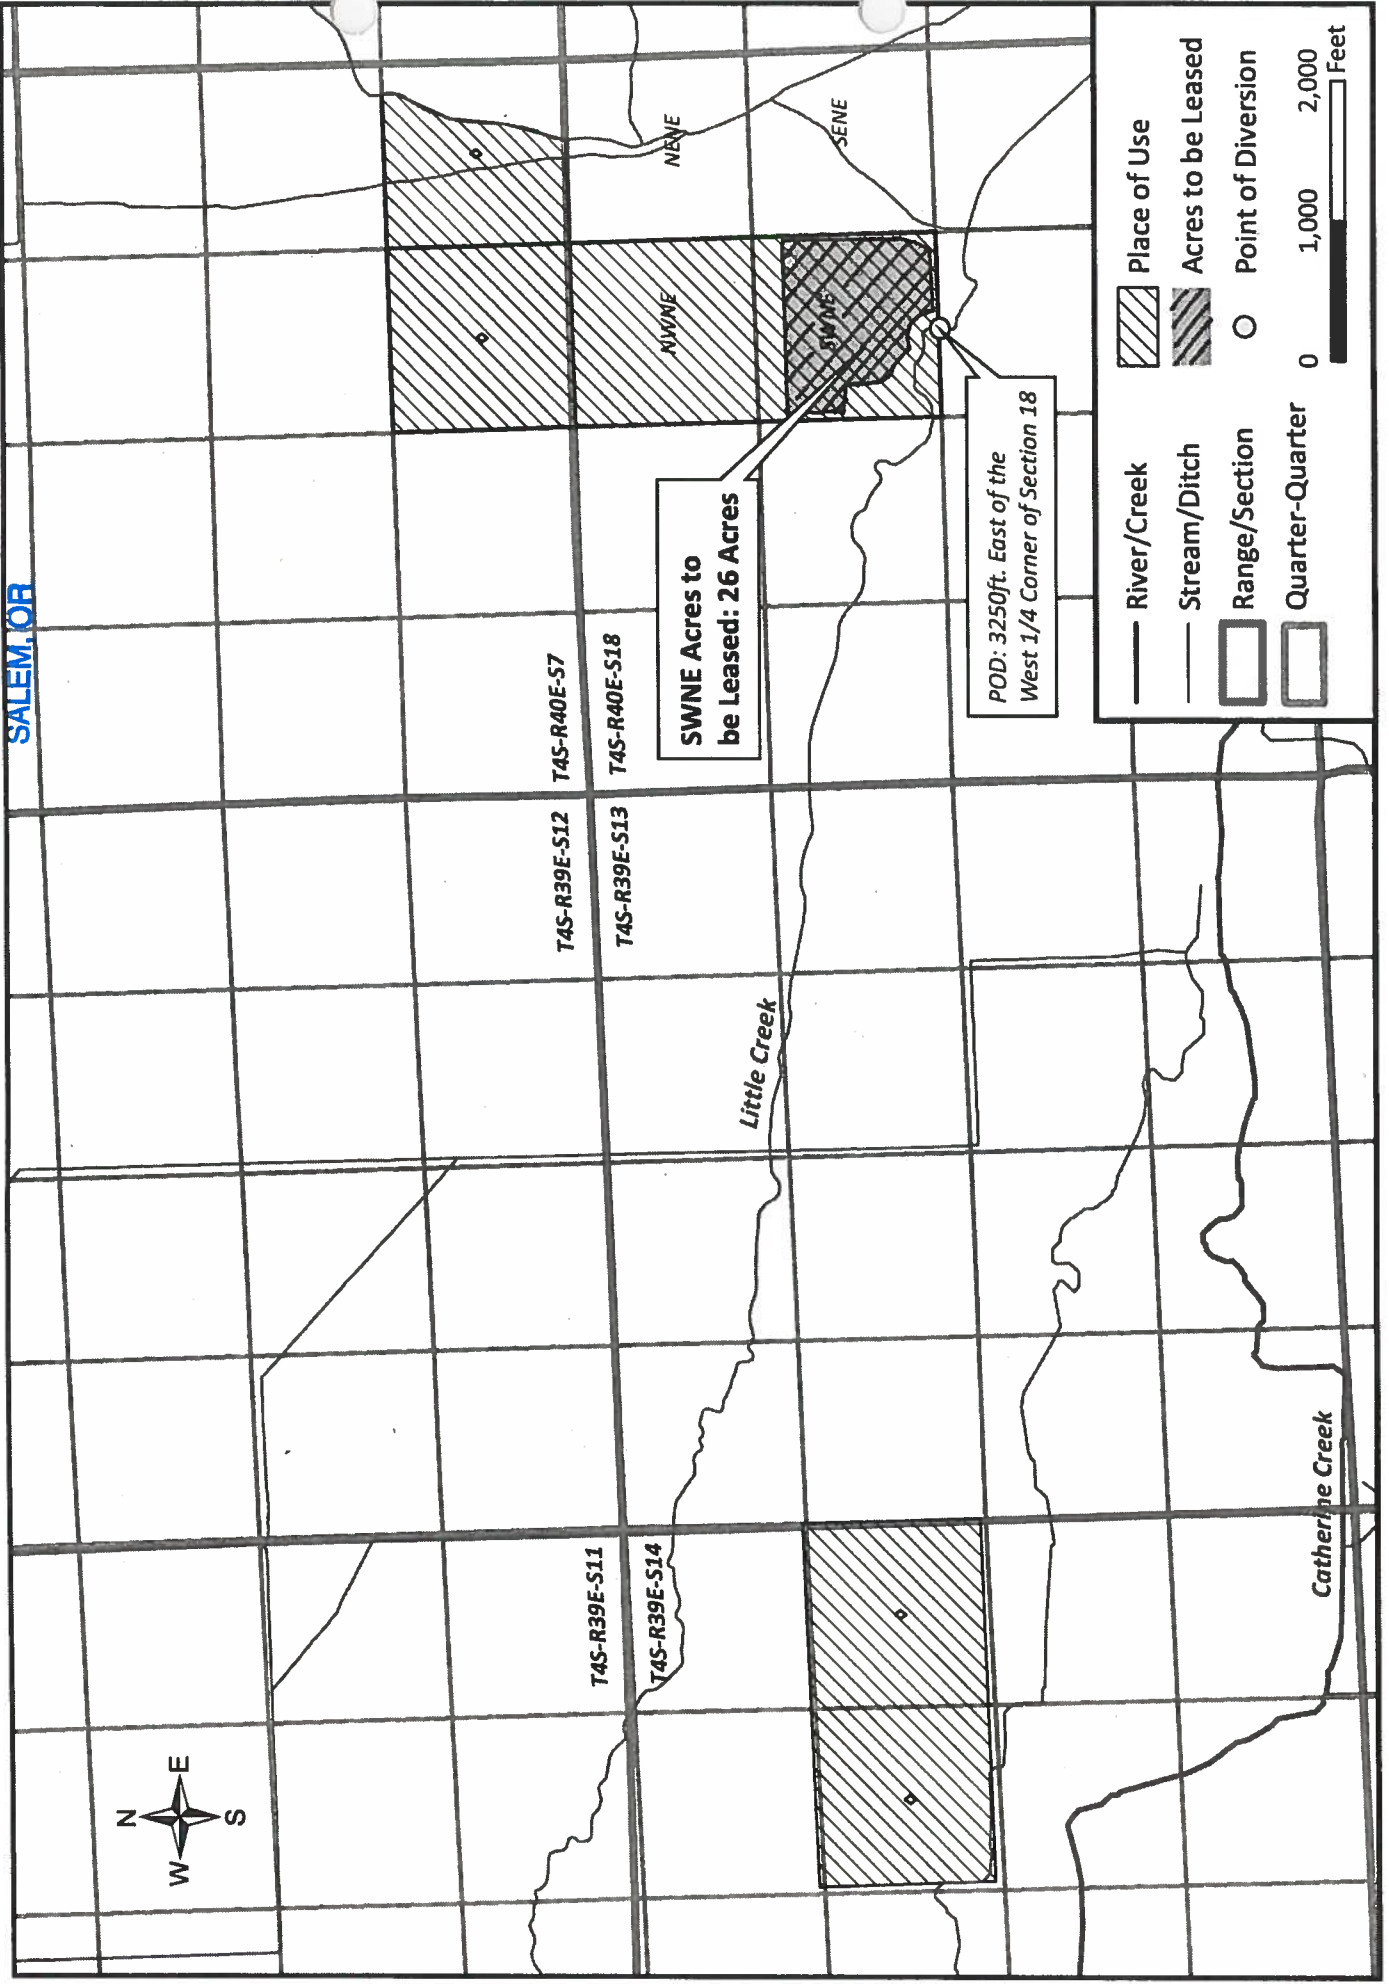 SALEM, OR
N
W E
S
T4S-R39E-S11
T4S-R39E-S14
T4S-R39E-S12
T4S-R39E-S13
T4S-R40E-S7
T4S-R40E-S18
Little Creek
Catherine Creek
NENE
SENE
NWNE
SWNE
SWNE Acres to
be Leased: 26 Acres
POD: 3250ft. East of the
West 1/4 Corner of Section 18
River/Creek
Stream/Ditch
Range/Section
Quarter-Quarter
Place of Use
Acres to be Leased
Point of Diversion
0 1,000 2,000
Feet